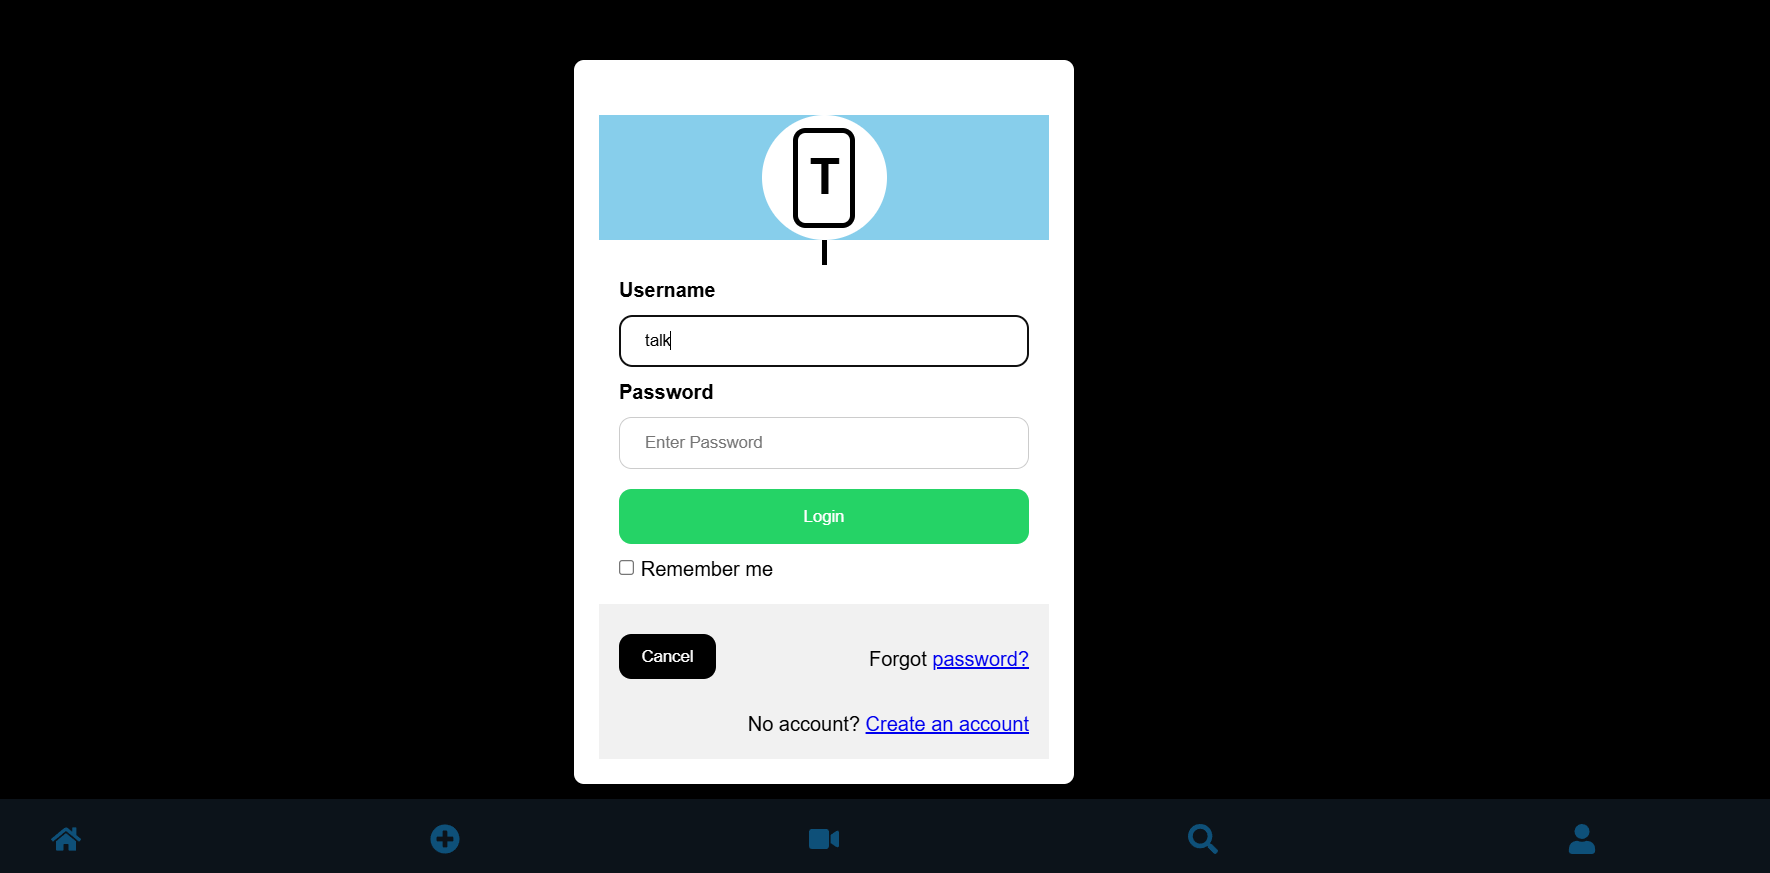 T
Username
talk
Password
Enter Password
Login
Remember me
Cancel
Forgot password?
No account? Create an account